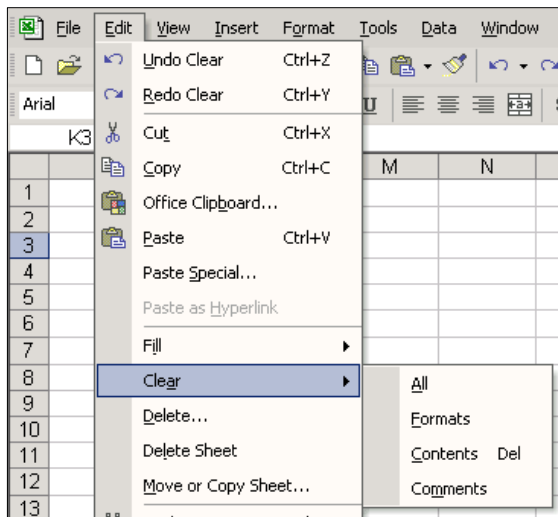 File Edit View Insert Format Tools Data Window
Undo Clear Ctrl+Z
Redo Clear Ctrl+Y
Arial U
Cut Ctrl+X
K3
Copy Ctrl+C
M N
Office Clipboard...
Paste Ctrl+V
Paste Special...
Paste as Hyperlink
Fill
Clear
All
Delete...
Formats
Delete Sheet
Contents Del
Move or Copy Sheet...
Comments
1
2
3
4
5
6
7
8
9
10
11
12
13